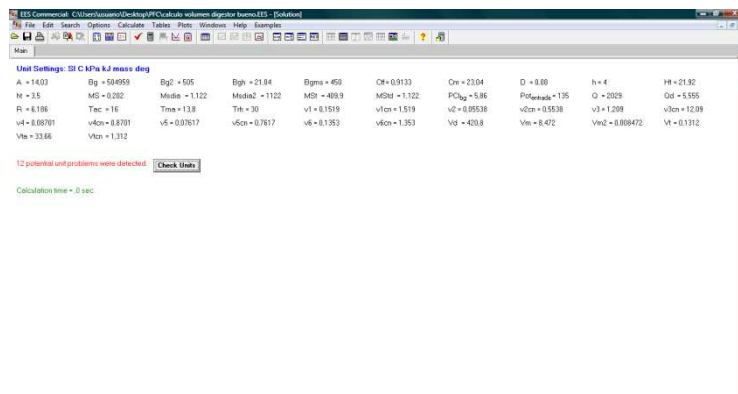 EES Commercial: C:\Users\usuario\Desktop\PFC\calculo volumen digestor bueno.EES - [Solution]
File Edit Search Options Calculate Tables Plots Windows Help Examples
Main
Unit Settings: SI C kPa kJ mass deg
A = 14,03 Bg = 504959 Bg2 = 505 Bgh = 21,04 Bgms = 450 Cff = 0,9133 Cm = 23,04 D = 8,08 h = 4 Hf = 21,92
ht = 3,5 MS = 0,202 Msdia = 1,122 Msdia2 = 1122 MSt = 409,9 MStd = 1,122 PCIbg = 5,86 Potentrada = 135 Q = 2029 Qd = 5,555
R = 6,186 Tac = 16 Tma = 13,8 Trh = 30 v1 = 0,1519 v1cn = 1,519 v2 = 0,05538 v2cn = 0,5538 v3 = 1,209 v3cn = 12,09
v4 = 0,08701 v4cn = 0,8701 v5 = 0,07617 v5cn = 0,7617 v6 = 0,1353 v6cn = 1,353 Vd = 420,8 Vm = 8,472 Vm2 = 0,008472 Vt = 0,1312
Vta = 33,66 Vtcn = 1,312
12 potential unit problems were detected. Check Units
Calculation time = ,0 sec.